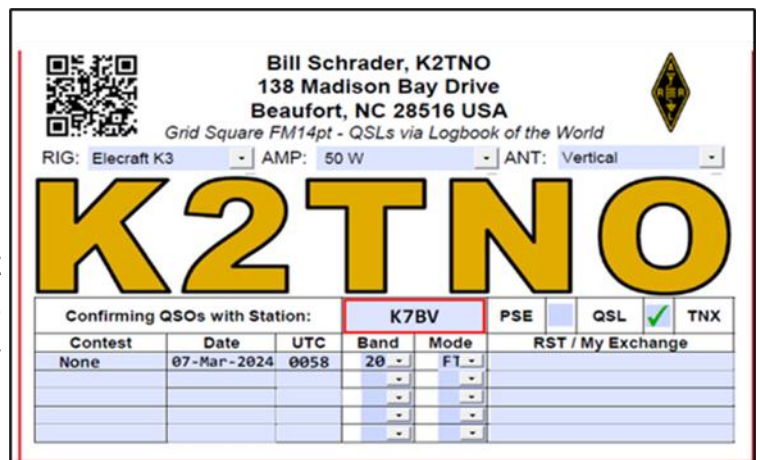 Bill Schrader, K2TNO
138 Madison Bay Drive
Beaufort, NC 28516 USA
Grid Square FM14pt - QSLs via Logbook of the World
RIG: Elecraft K3 AMP: 50 W ANT: Vertical
K2TNO
Confirming QSOs with Station: K7BV PSE QSL ✓ TNX
Contest Date UTC Band Mode RST / My Exchange
None 07-Mar-2024 0058 20 FT